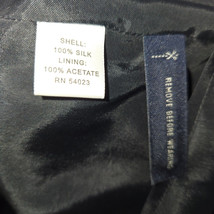 SHELL:
100% SILK
LINING:
100% ACETATE
RN 54023
REMOVE BEFORE WEARING